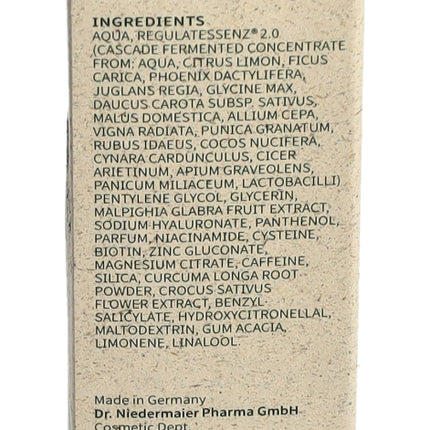 INGREDIENTS
AQUA, REGULATESSENZ® 2.0
(CASCADE FERMENTED CONCENTRATE
FROM: AQUA, CITRUS LIMON, FICUS
CARICA, PHOENIX DACTYLIFERA,
JUGLANS REGIA, GLYCINE MAX,
DAUCUS CAROTA SUBSP. SATIVUS,
MALUS DOMESTICA, ALLIUM CEPA,
VIGNA RADIATA, PUNICA GRANATUM,
RUBUS IDAEUS, COCOS NUCIFERA,
CYNARA CARDUNCULUS, CICER
ARIETINUM, APIUM GRAVEOLENS,
PANICUM MILIACEUM, LACTOBACILLI)
PENTYLENE GLYCOL, GLYCERIN,
MALPIGHIA GLABRA FRUIT EXTRACT,
SODIUM HYALURONATE, PANTHENOL,
PARFUM, NIACINAMIDE, CYSTEINE,
BIOTIN, ZINC GLUCONATE,
MAGNESIUM CITRATE, CAFFEINE,
SILICA, CURCUMA LONGA ROOT
POWDER, CROCUS SATIVUS
FLOWER EXTRACT, BENZYL
SALICYLATE, HYDROXYCITRONELLAL,
MALTODEXTRIN, GUM ACACIA,
LIMONENE, LINALOOL.
Made in Germany
Dr. Niedermaier Pharma GmbH
Cosmetic Dept